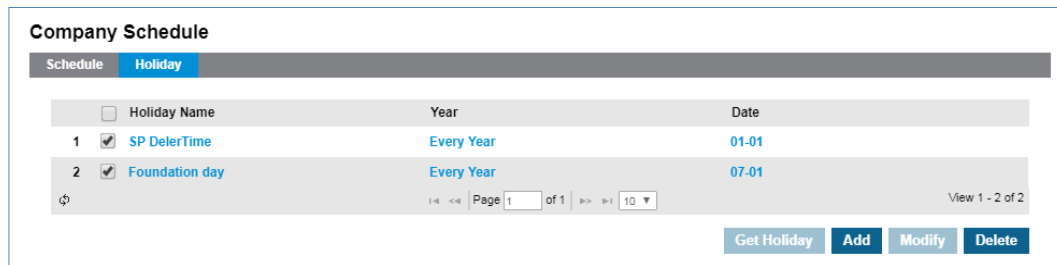 Company Schedule
Schedule Holiday
Holiday Name Year Date
1 SP DelerTime Every Year 01-01
2 Foundation day Every Year 07-01
Page 1 of 1 10 View 1 - 2 of 2
Get Holiday Add Modify Delete